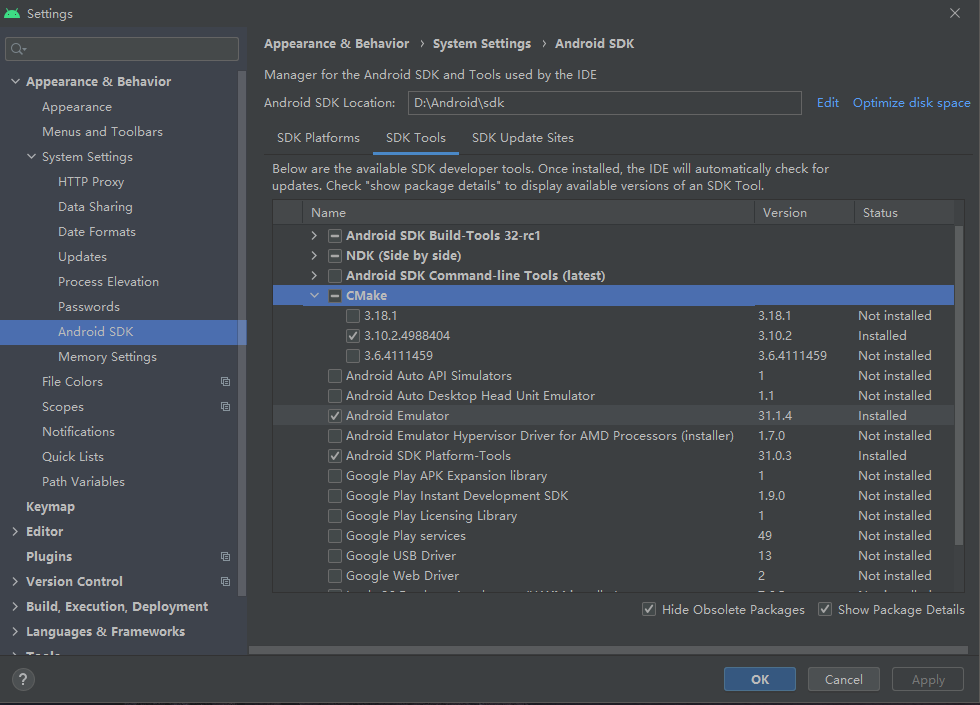 Settings
Appearance & Behavior
Appearance
Menus and Toolbars
System Settings
HTTP Proxy
Data Sharing
Date Formats
Updates
Process Elevation
Passwords
Android SDK
Memory Settings
File Colors
Scopes
Notifications
Quick Lists
Path Variables
Keymap
Editor
Plugins
Version Control
Build, Execution, Deployment
Languages & Frameworks
Tools
Appearance & Behavior › System Settings › Android SDK
Manager for the Android SDK and Tools used by the IDE
Android SDK Location: D:\Android\sdk Edit Optimize disk space
SDK Platforms SDK Tools SDK Update Sites
Below are the available SDK developer tools. Once installed, the IDE will automatically check for
updates. Check "show package details" to display available versions of an SDK Tool.
Name Version Status
Android SDK Build-Tools 32-rc1
NDK (Side by side)
Android SDK Command-line Tools (latest)
CMake
3.18.1 3.18.1 Not installed
3.10.2.4988404 3.10.2 Installed
3.6.4111459 3.6.4111459 Not installed
Android Auto API Simulators 1 Not installed
Android Auto Desktop Head Unit Emulator 1.1 Not installed
Android Emulator 31.1.4 Installed
Android Emulator Hypervisor Driver for AMD Processors (installer) 1.7.0 Not installed
Android SDK Platform-Tools 31.0.3 Installed
Google Play APK Expansion library 1 Not installed
Google Play Instant Development SDK 1.9.0 Not installed
Google Play Licensing Library 1 Not installed
Google Play services 49 Not installed
Google USB Driver 13 Not installed
Google Web Driver 2 Not installed
Hide Obsolete Packages Show Package Details
? OK Cancel Apply